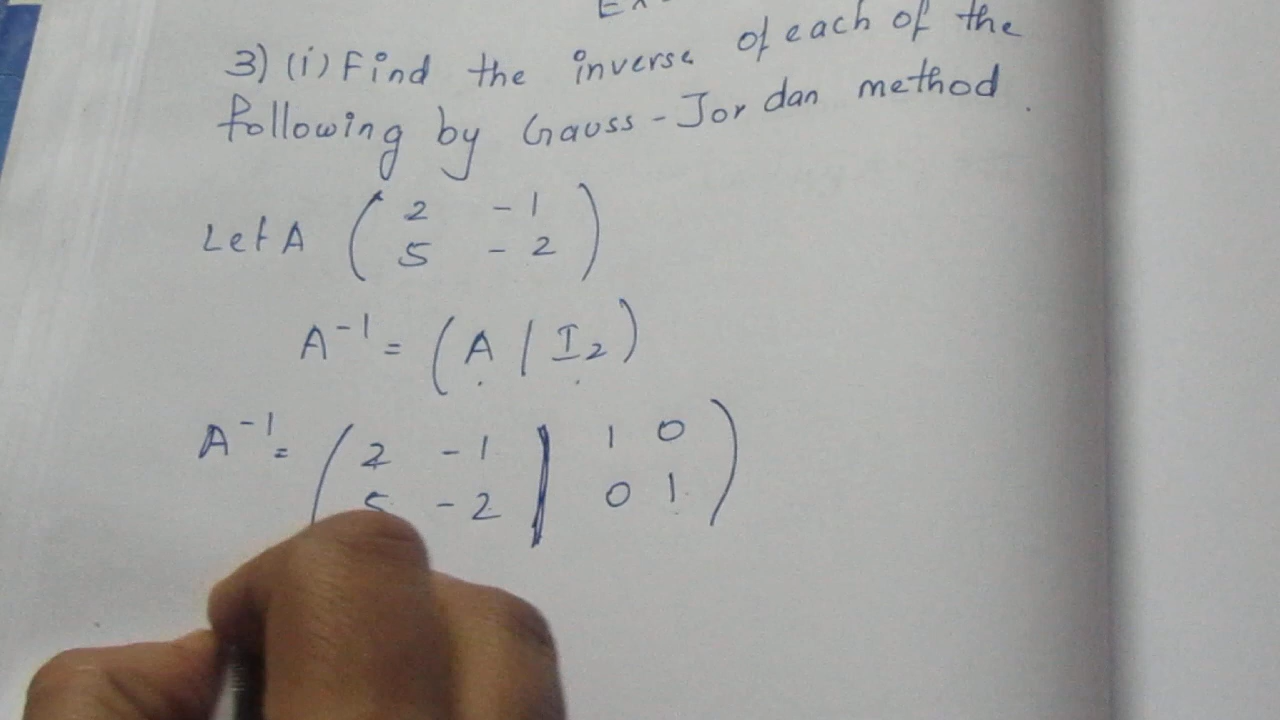 3) (i) Find the inverse of each of the
following by Gauss-Jordan method.
Let A ( 2 -1
5 -2 )
A⁻¹ = (A / I₂)
A⁻¹ = ( 2 -1 | 1 0
5 -2 | 0 1 )